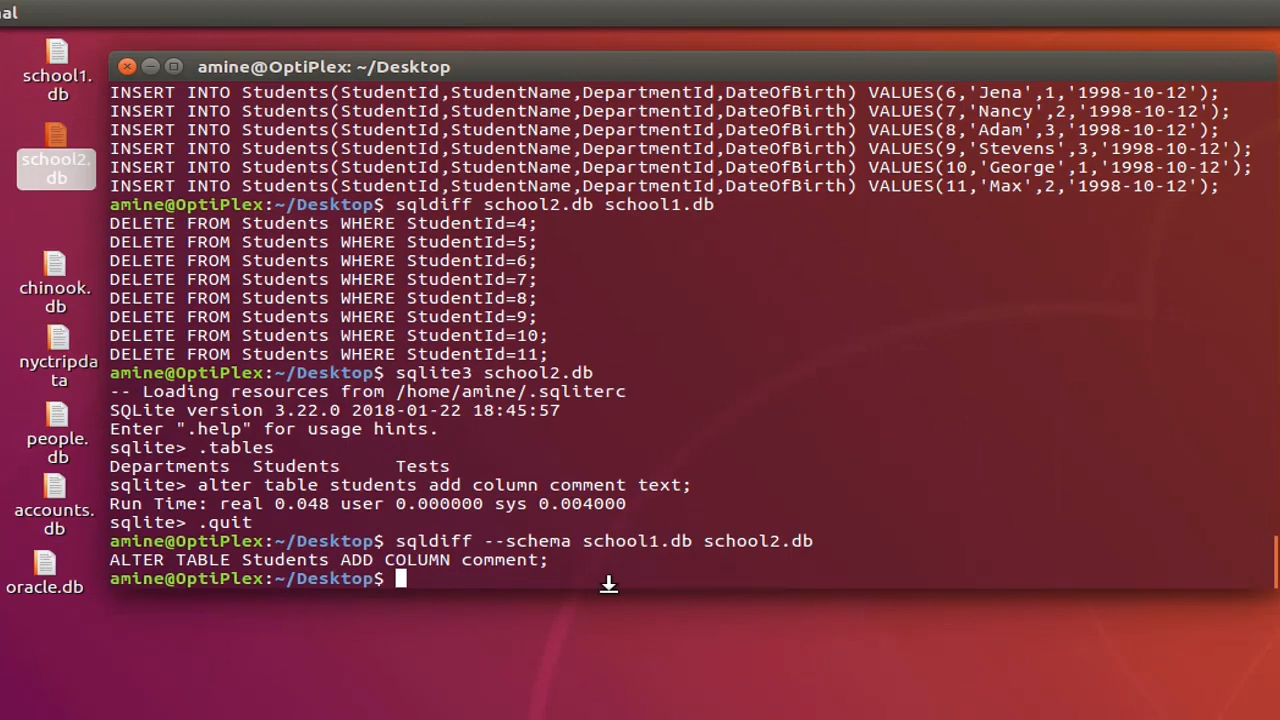 al
school1.
db
school2.
db
chinook.
db
nyctripda
ta
people.
db
accounts.
db
oracle.db
amine@OptiPlex: ~/Desktop
INSERT INTO Students(StudentId,StudentName,DepartmentId,DateOfBirth) VALUES(6,'Jena',1,'1998-10-12');
INSERT INTO Students(StudentId,StudentName,DepartmentId,DateOfBirth) VALUES(7,'Nancy',2,'1998-10-12');
INSERT INTO Students(StudentId,StudentName,DepartmentId,DateOfBirth) VALUES(8,'Adam',3,'1998-10-12');
INSERT INTO Students(StudentId,StudentName,DepartmentId,DateOfBirth) VALUES(9,'Stevens',3,'1998-10-12');
INSERT INTO Students(StudentId,StudentName,DepartmentId,DateOfBirth) VALUES(10,'George',1,'1998-10-12');
INSERT INTO Students(StudentId,StudentName,DepartmentId,DateOfBirth) VALUES(11,'Max',2,'1998-10-12');
amine@OptiPlex:~/Desktop$ sqldiff school2.db school1.db
DELETE FROM Students WHERE StudentId=4;
DELETE FROM Students WHERE StudentId=5;
DELETE FROM Students WHERE StudentId=6;
DELETE FROM Students WHERE StudentId=7;
DELETE FROM Students WHERE StudentId=8;
DELETE FROM Students WHERE StudentId=9;
DELETE FROM Students WHERE StudentId=10;
DELETE FROM Students WHERE StudentId=11;
amine@OptiPlex:~/Desktop$ sqlite3 school2.db
-- Loading resources from /home/amine/.sqliterc
SQLite version 3.22.0 2018-01-22 18:45:57
Enter ".help" for usage hints.
sqlite> .tables
Departments  Students     Tests
sqlite> alter table students add column comment text;
Run Time: real 0.048 user 0.000000 sys 0.004000
sqlite> .quit
amine@OptiPlex:~/Desktop$ sqldiff --schema school1.db school2.db
ALTER TABLE Students ADD COLUMN comment;
amine@OptiPlex:~/Desktop$